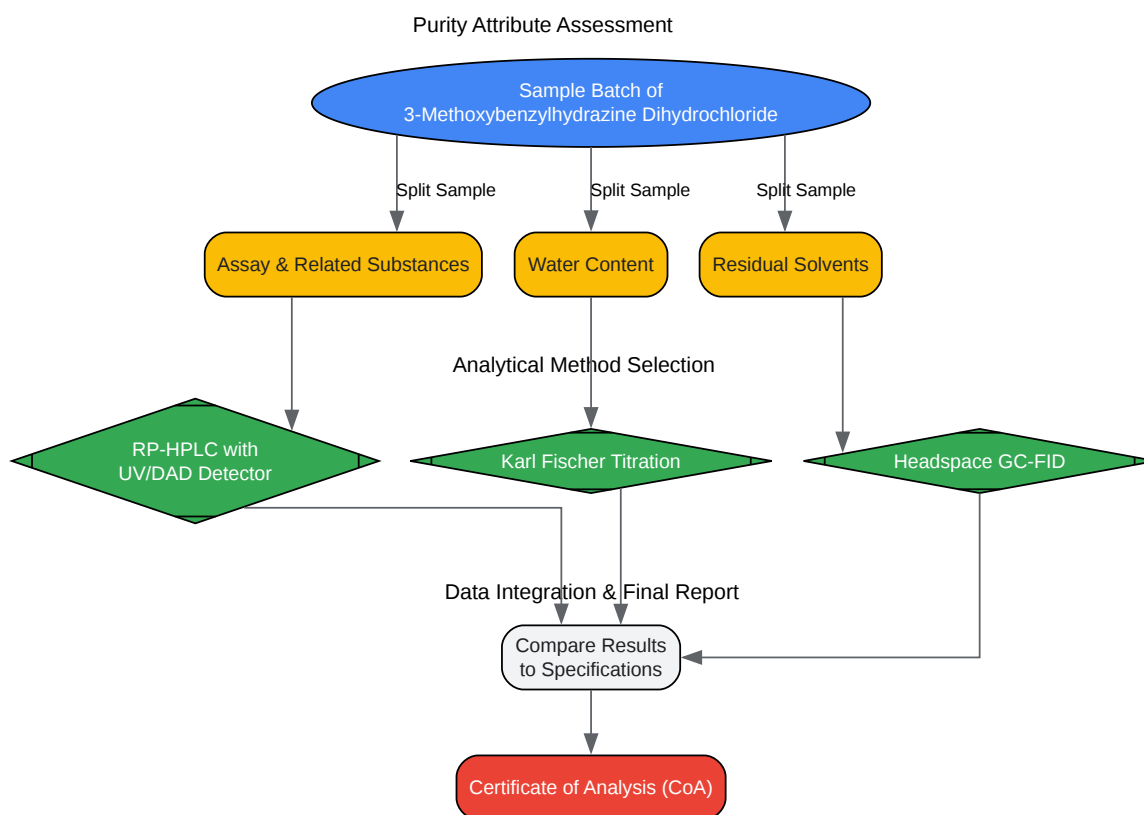 Purity Attribute Assessment
Sample Batch of
3-Methoxybenzylhydrazine Dihydrochloride
Split Sample
Split Sample
Split Sample
Assay & Related Substances
Water Content
Residual Solvents
Analytical Method Selection
RP-HPLC with
UV/DAD Detector
Karl Fischer Titration
Headspace GC-FID
Data Integration & Final Report
Compare Results
to Specifications
Certificate of Analysis (CoA)